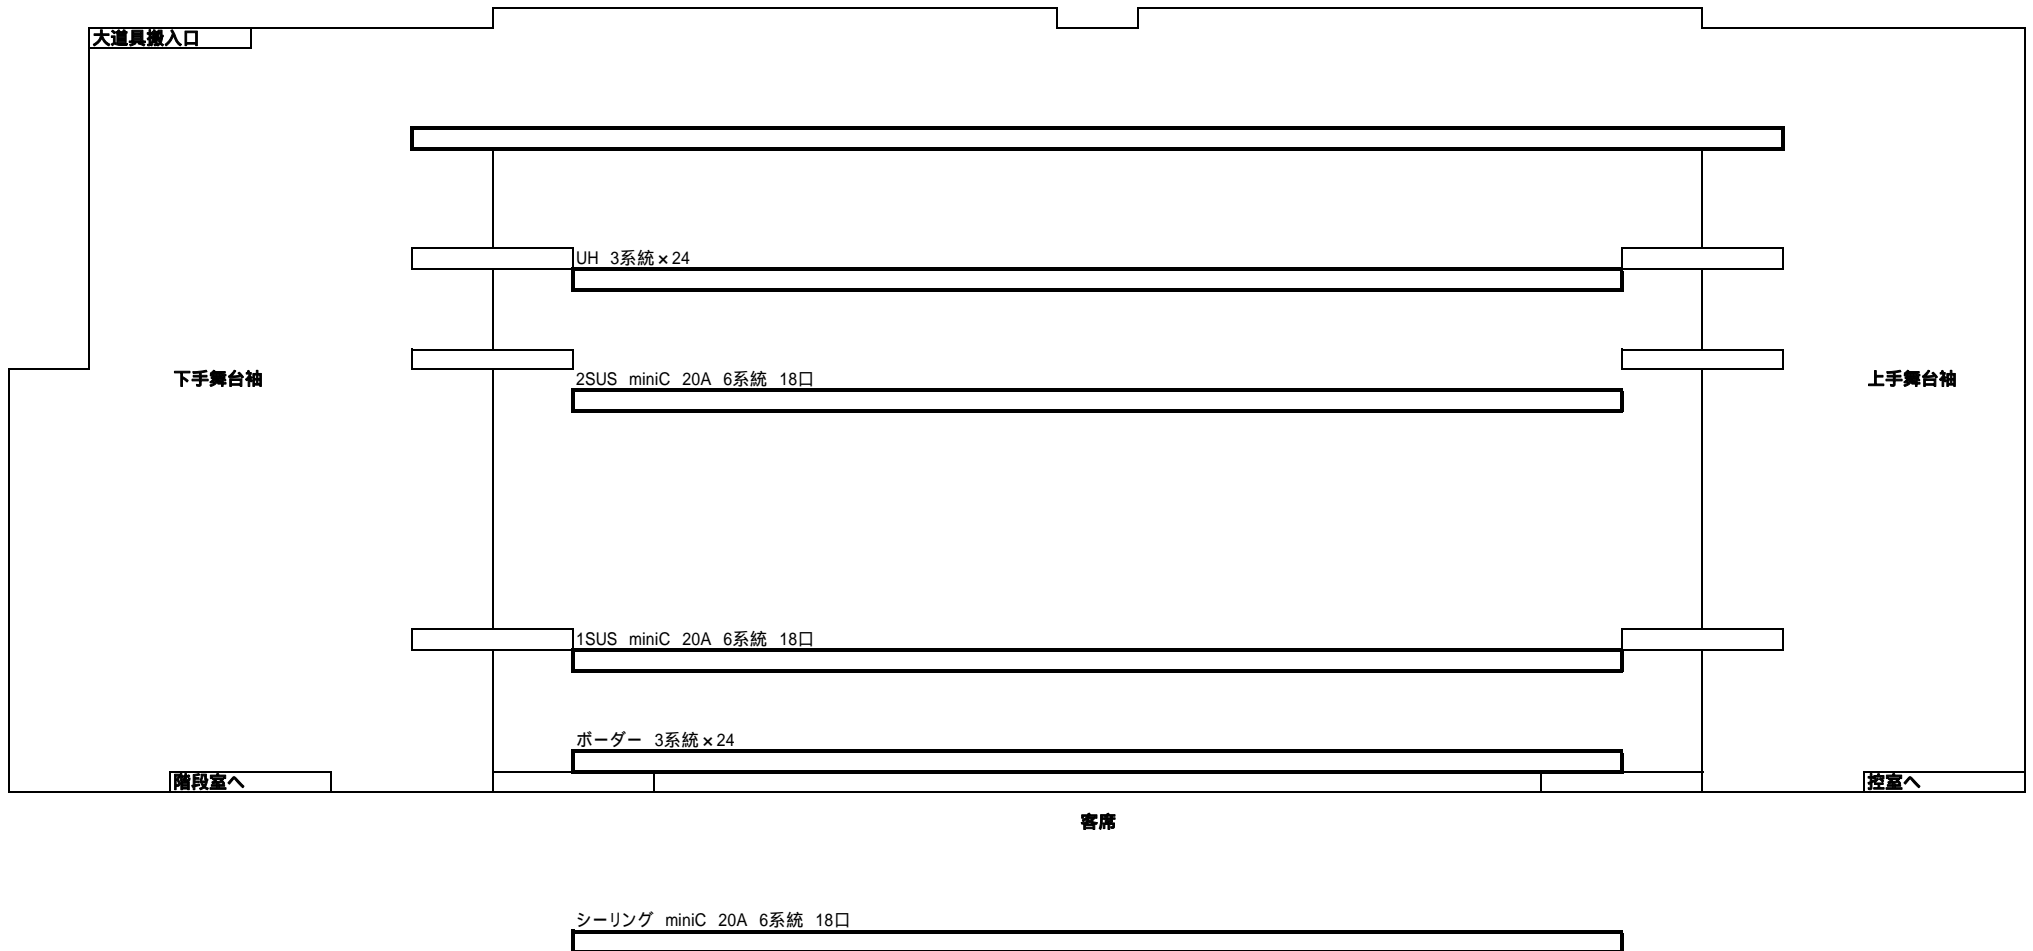 大道具搬入口
UH 3系統×24
下手舞台袖
2SUS miniC 20A 6系統 18口
上手舞台袖
1SUS miniC 20A 6系統 18口
ボーダー 3系統×24
階段室へ
控室へ
客席
シーリング miniC 20A 6系統 18口